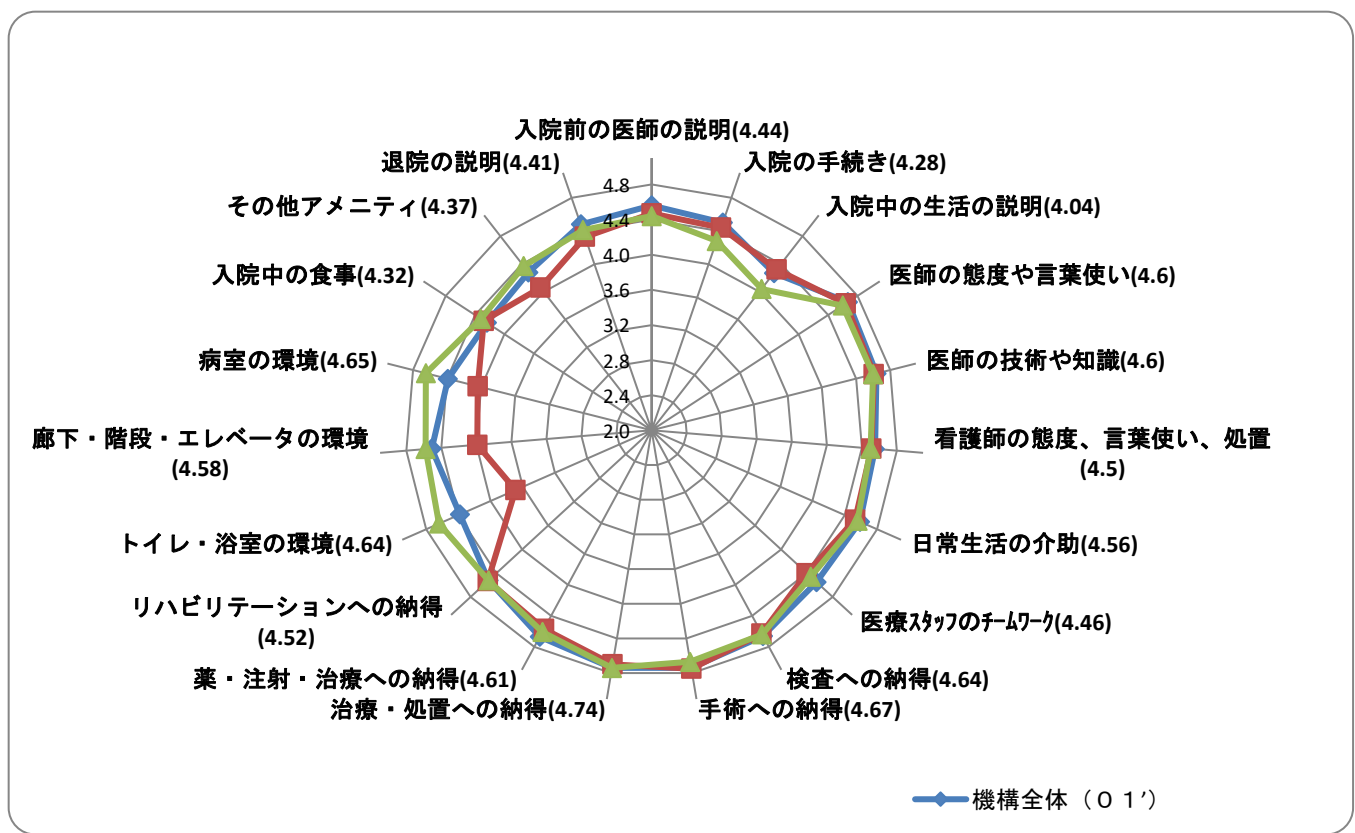 入院前の医師の説明(4.44)
入院の手続き(4.28)
入院中の生活の説明(4.04)
医師の態度や言葉使い(4.6)
医師の技術や知識(4.6)
看護師の態度、言葉使い、処置
(4.5)
日常生活の介助(4.56)
医療ｽﾀｯﾌのﾁｰﾑﾜｰｸ(4.46)
検査への納得(4.64)
手術への納得(4.67)
治療・処置への納得(4.74)
薬・注射・治療への納得(4.61)
リハビリテーションへの納得
(4.52)
トイレ・浴室の環境(4.64)
廊下・階段・エレベータの環境
(4.58)
病室の環境(4.65)
入院中の食事(4.32)
その他アメニティ(4.37)
退院の説明(4.41)
4.8
4.4
4.0
3.6
3.2
2.8
2.4
2.0
機構全体（０１’）